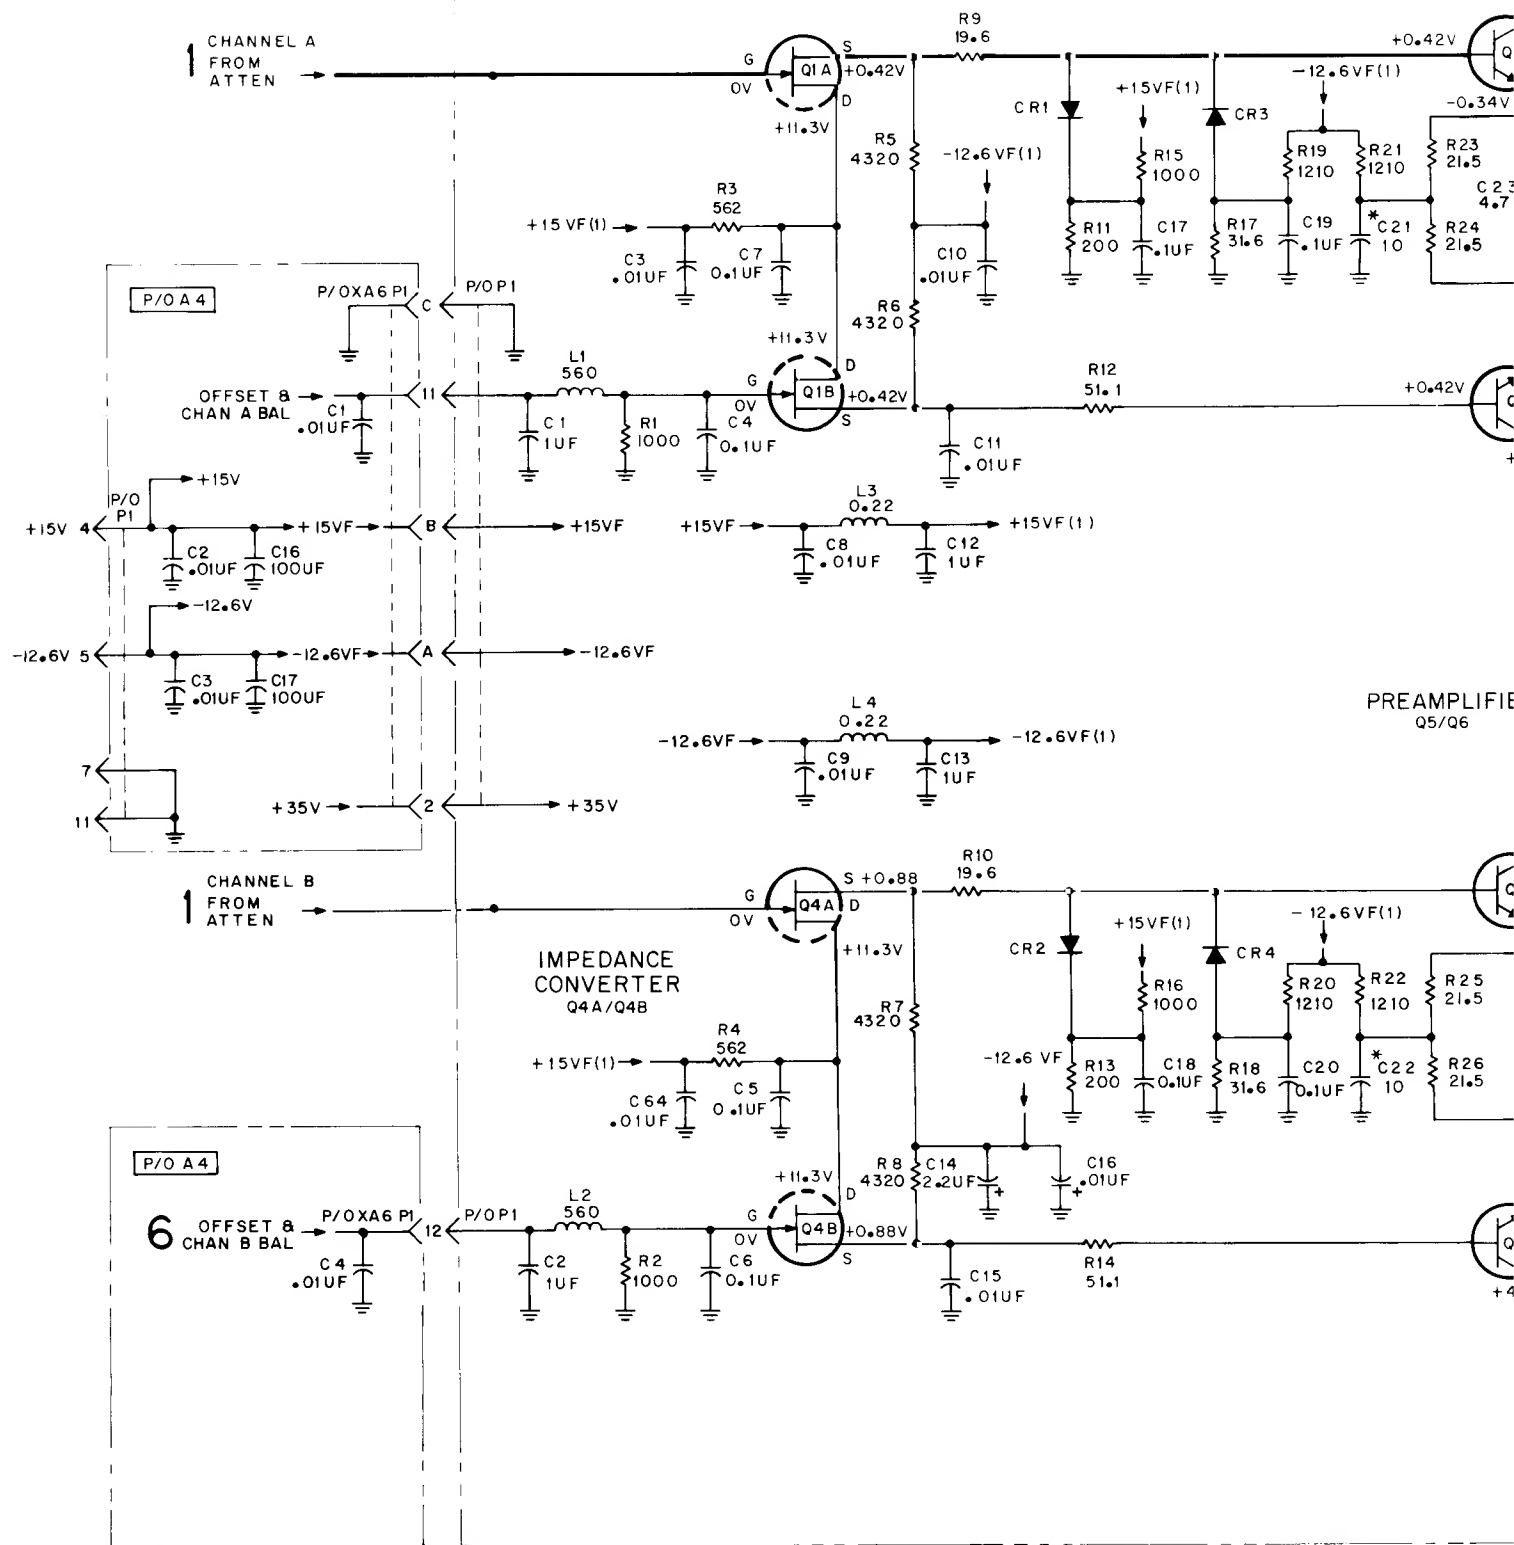 1 CHANNEL A
FROM
ATTEN
G
0V
Q1A
S
+0.42V
D
+11.3V
R9
19.6
+0.42V
-12.6VF(1)
-0.34V
CR1
+15VF(1)
CR3
R5
4320
-12.6VF(1)
R15
1000
R19
1210
R21
1210
R23
21.5
R3
562
+15VF(1)
C3
.01UF
C7
0.1UF
C10
.01UF
R11
200
C17
.1UF
R17
31.6
C19
.1UF
*
C21
10
R24
21.5
P/O A4
P/OXA6 P1
C
P/OP1
R6
4320
+11.3V
L1
560
G
0V
Q1B
D
+0.42V
S
R12
51.1
+0.42V
OFFSET &
CHAN A BAL
11
C1
.01UF
C1
1UF
R1
1000
C4
0.1UF
C11
.01UF
+15V
P/O
P1
+15V 4
+15VF
B
+15VF
C2
.01UF
C16
100UF
L3
0.22
+15VF
+15VF(1)
C8
.01UF
C12
1UF
-12.6V
-12.6V 5
-12.6VF
A
-12.6VF
C3
.01UF
C17
100UF
L4
0.22
-12.6VF
-12.6VF(1)
C9
.01UF
C13
1UF
Q5/Q6
7
11
+35V
2
+35V
1 CHANNEL B
FROM
ATTEN
G
0V
Q4A
S +0.88
D
+11.3V
R10
19.6
-12.6VF(1)
+15VF(1)
CR2
CR4
IMPEDANCE
CONVERTER
Q4A/Q4B
R7
4320
R16
1000
R20
1210
R22
1210
R25
21.5
R4
562
+15VF(1)
-12.6 VF
C64
.01UF
C5
0.1UF
R13
200
C18
0.1UF
R18
31.6
C20
0.1UF
*
C22
10
R26
21.5
P/O A4
+11.3V
R8
4320
C14
2.2UF
+
C16
.01UF
+
6 OFFSET &
CHAN B BAL
P/OXA6 P1
12
P/OP1
L2
560
G
0V
Q4B
D
+0.88V
S
C4
.01UF
C2
1UF
R2
1000
C6
0.1UF
C15
.01UF
R14
51.1